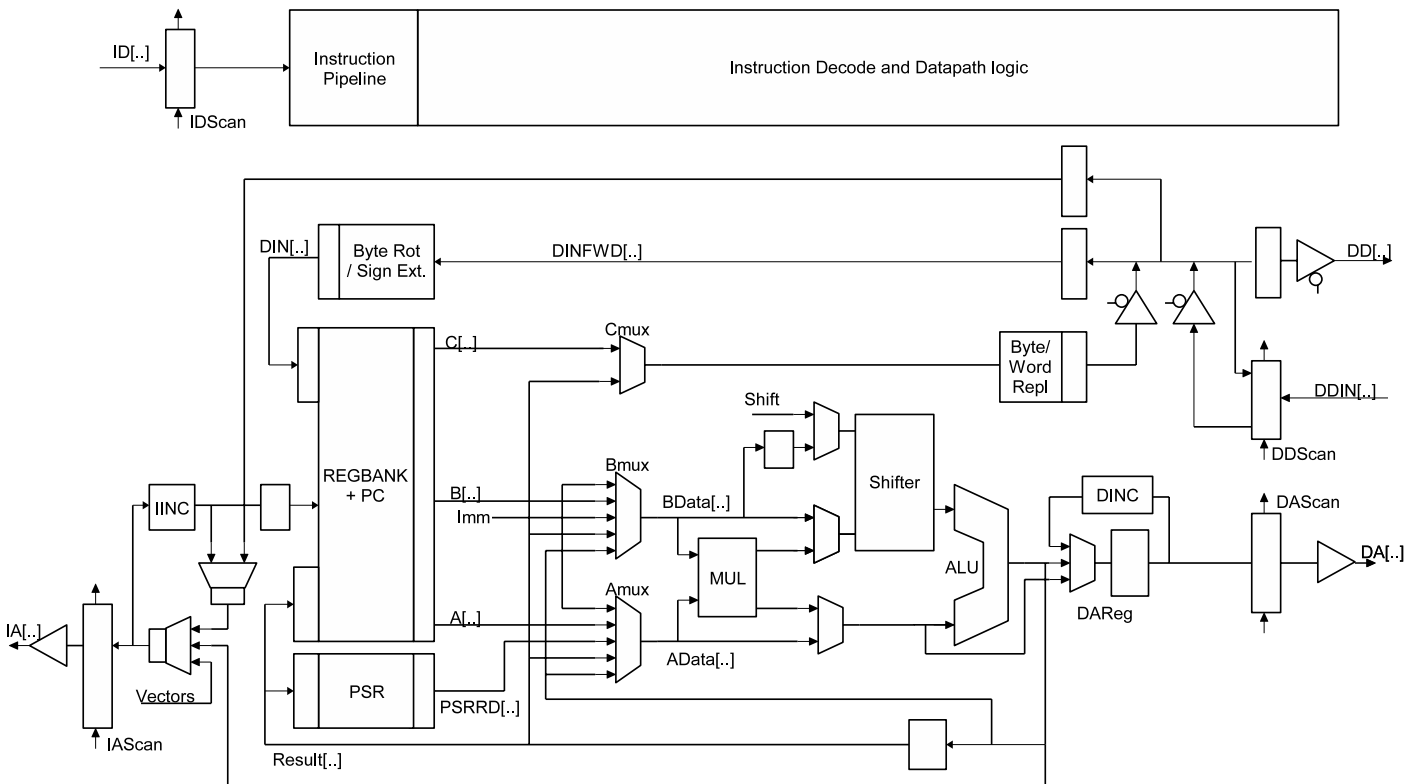 ID[..]
IDScan
Instruction
Pipeline
Instruction Decode and Datapath logic
DIN[..]
Byte Rot
/ Sign Ext.
DINFWD[..]
DD[..]
C[..]
Cmux
Byte/
Word
Repl
DDIN[..]
DDScan
Shift
REGBANK
+ PC
IINC
B[..]
Imm
Bmux
BData[..]
Shifter
MUL
ALU
DINC
DAReg
DAScan
DA[..]
A[..]
Amux
AData[..]
IA[..]
IAScan
Vectors
PSR
PSRRD[..]
Result[..]